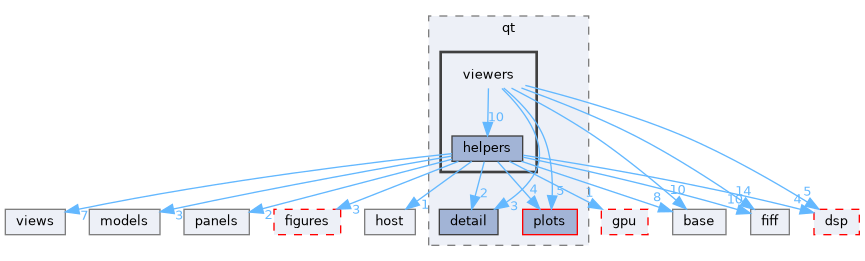 qt
viewers
10
helpers
7
3
2
3
1
2
3
4
5
8
10
10
14
4
5
views
models
panels
figures
host
detail
plots
gpu
base
fiff
dsp